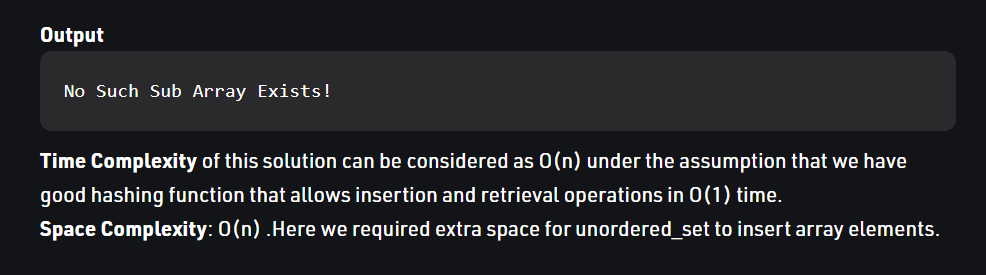 Output
No Such Sub Array Exists!
Time Complexity of this solution can be considered as O(n) under the assumption that we have
good hashing function that allows insertion and retrieval operations in O(1) time.
Space Complexity: O(n) .Here we required extra space for unordered_set to insert array elements.